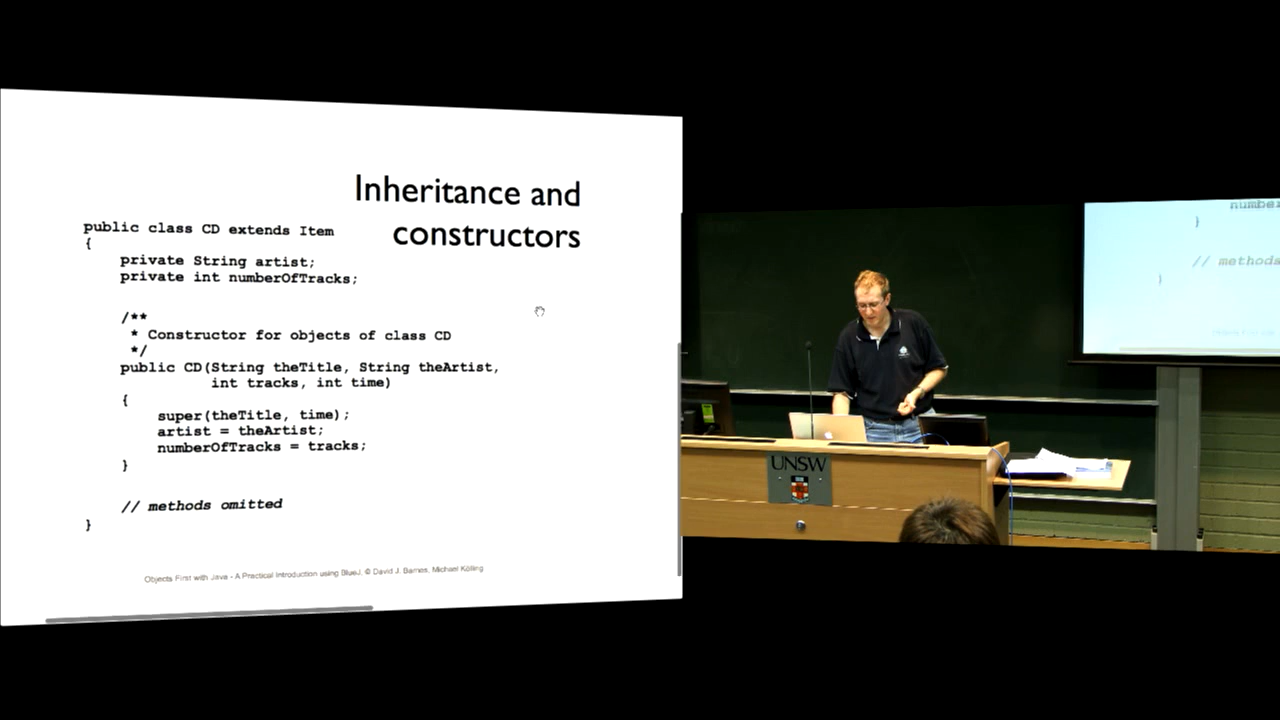 Inheritance and
constructors
public class CD extends Item
{
private String artist;
private int numberOfTracks;
/**
* Constructor for objects of class CD
*/
public CD(String theTitle, String theArtist,
int tracks, int time)
{
super(theTitle, time);
artist = theArtist;
numberOfTracks = tracks;
}
// methods omitted
}
Objects First with Java - A Practical Introduction using BlueJ, © David J. Barnes, Michael Kölling
UNSW
number
}
// methods
}